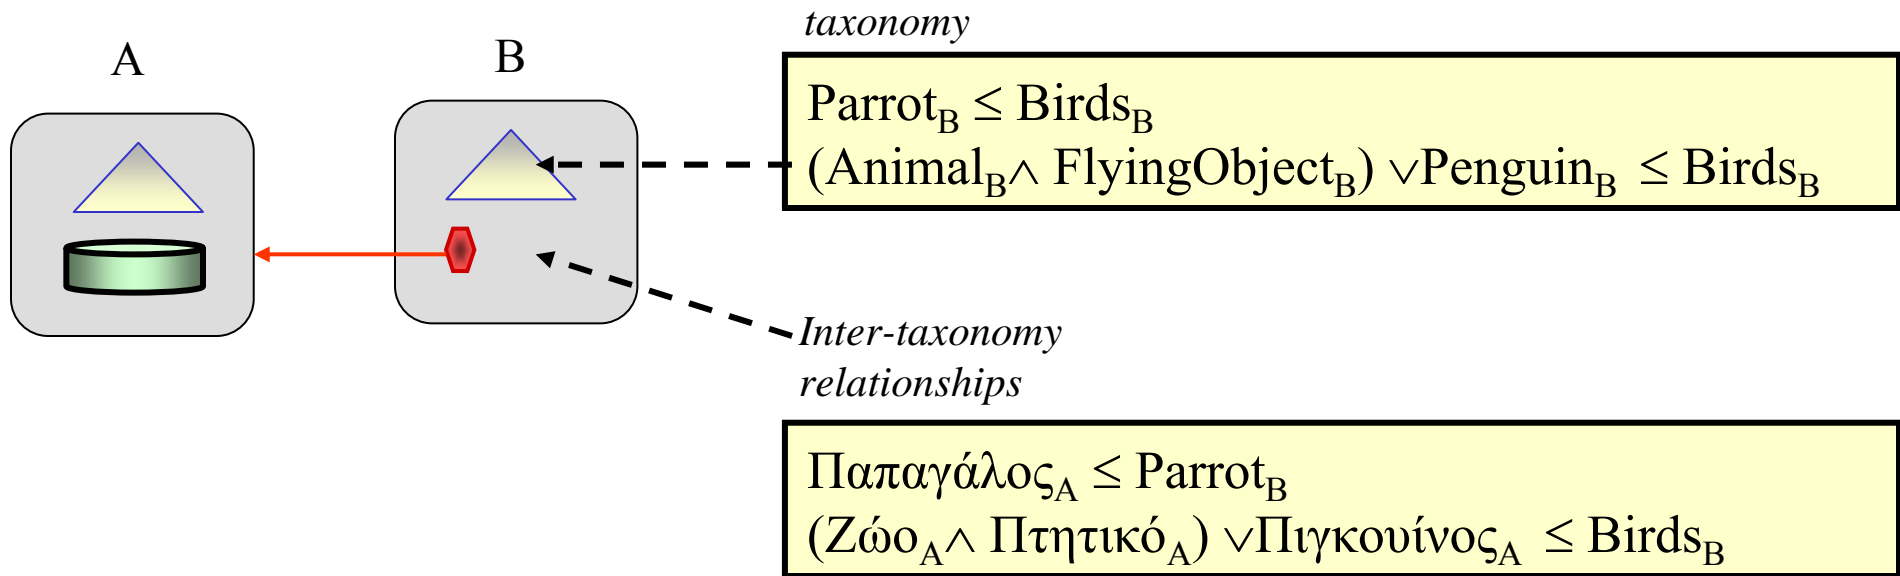 taxonomy
A
B
Parrot_B ≤ Birds_B
(Animal_B∧ FlyingObject_B) ∨Penguin_B ≤ Birds_B
Inter-taxonomy
relationships
Παπαγάλος_A ≤ Parrot_B
(Ζώο_A∧ Πτητικό_A) ∨Πιγκουίνος_A ≤ Birds_B